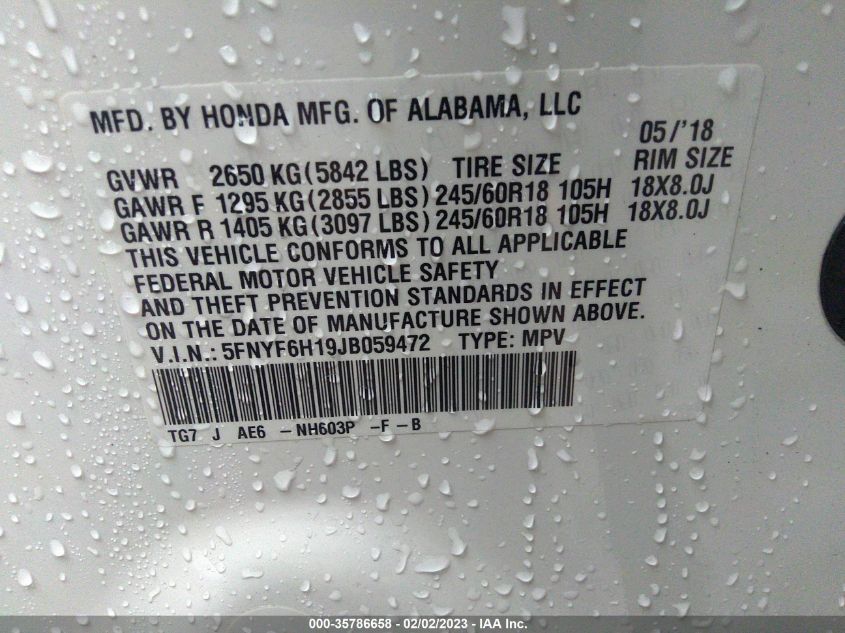 MFD. BY HONDA MFG. OF ALABAMA, LLC
05/'18
GVWR 2650 KG(5842 LBS) TIRE SIZE RIM SIZE
GAWR F 1295 KG(2855 LBS) 245/60R18 105H 18X8.0J
GAWR R 1405 KG(3097 LBS) 245/60R18 105H 18X8.0J
THIS VEHICLE CONFORMS TO ALL APPLICABLE
FEDERAL MOTOR VEHICLE SAFETY
AND THEFT PREVENTION STANDARDS IN EFFECT
ON THE DATE OF MANUFACTURE SHOWN ABOVE.
V.I.N.: 5FNYF6H19JB059472 TYPE: MPV
TG7 J AE6 -NH603P -F-B
000-35786658 - 02/02/2023 - IAA Inc.